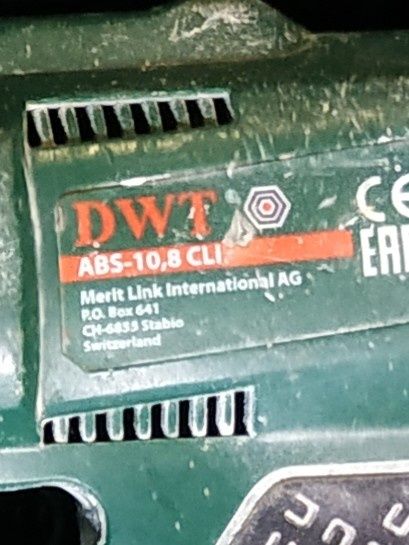 DWT
CE
ABS-10,8 CLI
EAC
Merit Link International AG
P.O. Box 641
CH-6855 Stabio
Switzerland